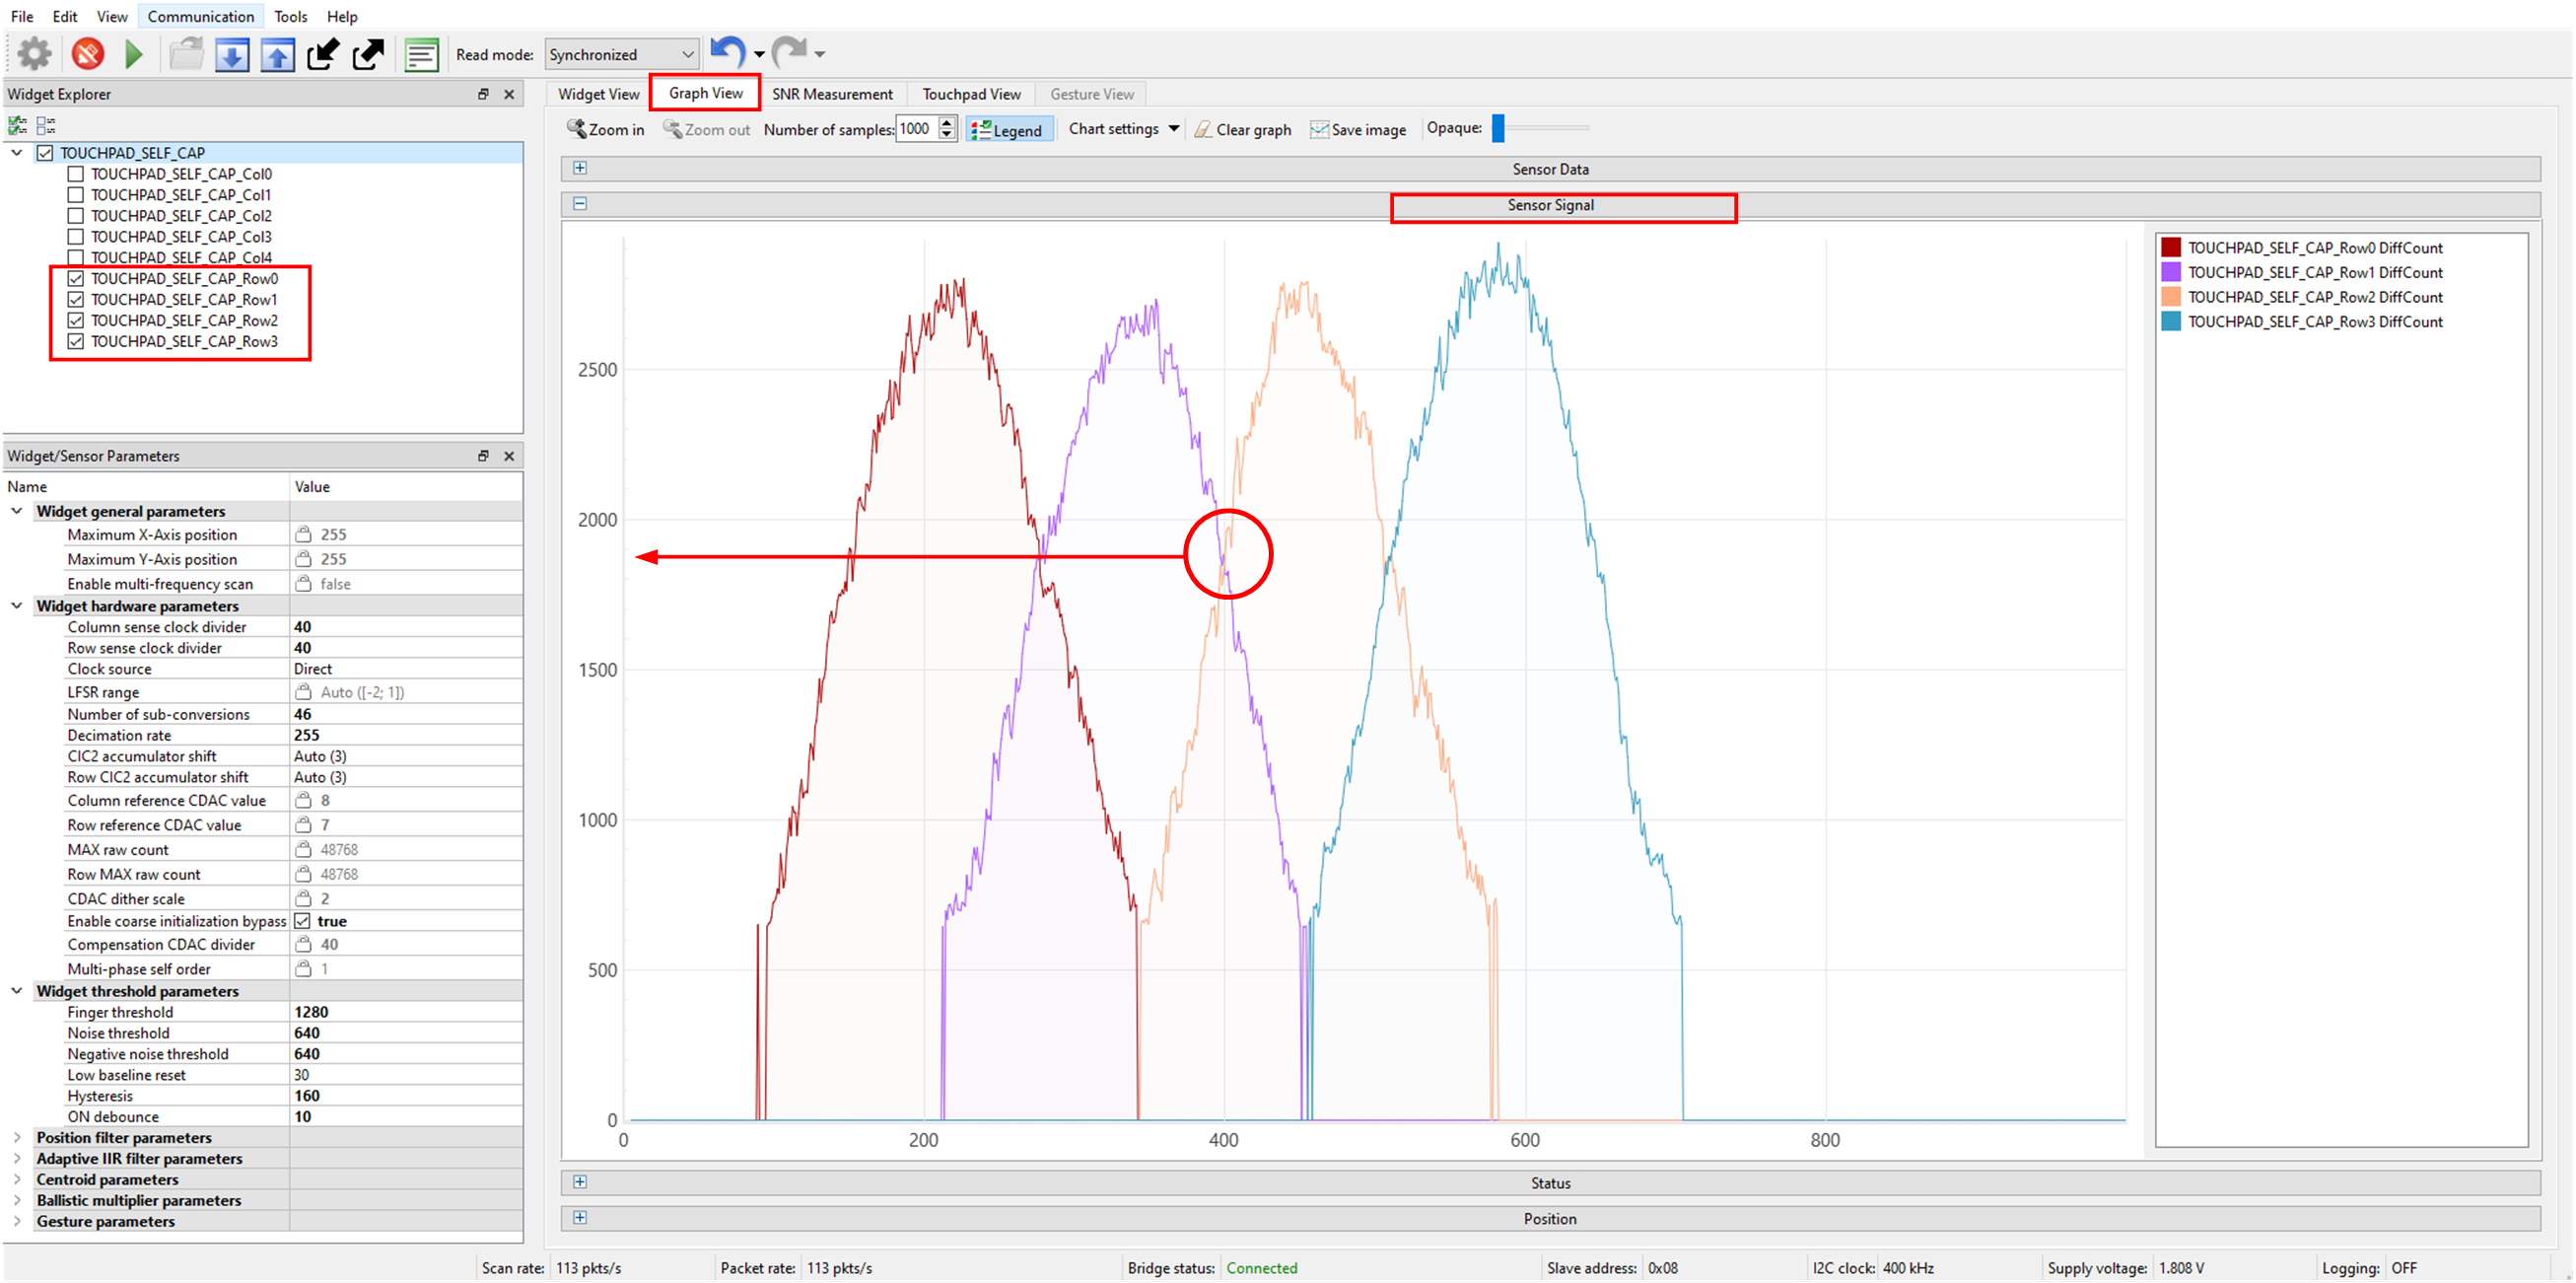 File Edit View Communication Tools Help
Read mode: Synchronized
Widget Explorer
TOUCHPAD_SELF_CAP
TOUCHPAD_SELF_CAP_Col0
TOUCHPAD_SELF_CAP_Col1
TOUCHPAD_SELF_CAP_Col2
TOUCHPAD_SELF_CAP_Col3
TOUCHPAD_SELF_CAP_Col4
TOUCHPAD_SELF_CAP_Row0
TOUCHPAD_SELF_CAP_Row1
TOUCHPAD_SELF_CAP_Row2
TOUCHPAD_SELF_CAP_Row3
Widget/Sensor Parameters
Name Value
Widget general parameters
Maximum X-Axis position 255
Maximum Y-Axis position 255
Enable multi-frequency scan false
Widget hardware parameters
Column sense clock divider 40
Row sense clock divider 40
Clock source Direct
LFSR range Auto ([-2; 1])
Number of sub-conversions 46
Decimation rate 255
CIC2 accumulator shift Auto (3)
Row CIC2 accumulator shift Auto (3)
Column reference CDAC value 8
Row reference CDAC value 7
MAX raw count 48768
Row MAX raw count 48768
CDAC dither scale 2
Enable coarse initialization bypass true
Compensation CDAC divider 40
Multi-phase self order 1
Widget threshold parameters
Finger threshold 1280
Noise threshold 640
Negative noise threshold 640
Low baseline reset 30
Hysteresis 160
ON debounce 10
Position filter parameters
Adaptive IIR filter parameters
Centroid parameters
Ballistic multiplier parameters
Gesture parameters
Widget View Graph View SNR Measurement Touchpad View Gesture View
Zoom in Zoom out Number of samples: 1000 Legend Chart settings Clear graph Save image Opaque:
Sensor Data
Sensor Signal
2500
2000
1500
1000
500
0
0 200 400 600 800
TOUCHPAD_SELF_CAP_Row0 DiffCount
TOUCHPAD_SELF_CAP_Row1 DiffCount
TOUCHPAD_SELF_CAP_Row2 DiffCount
TOUCHPAD_SELF_CAP_Row3 DiffCount
Status
Position
Scan rate: 113 pkts/s Packet rate: 113 pkts/s Bridge status: Connected Slave address: 0x08 I2C clock: 400 kHz Supply voltage: 1.808 V Logging: OFF